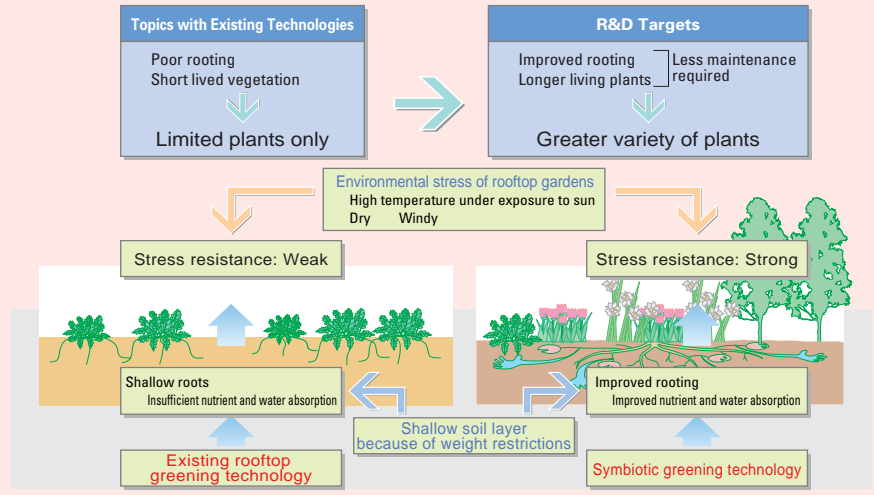 Topics with Existing Technologies
Poor rooting
Short lived vegetation
Limited plants only
R&D Targets
Improved rooting
Longer living plants
Less maintenance
required
Greater variety of plants
Environmental stress of rooftop gardens
High temperature under exposure to sun
Dry Windy
Stress resistance: Weak
Stress resistance: Strong
Shallow roots
Insufficient nutrient and water absorption
Improved rooting
Improved nutrient and water absorption
Shallow soil layer
because of weight restrictions
Existing rooftop
greening technology
Symbiotic greening technology